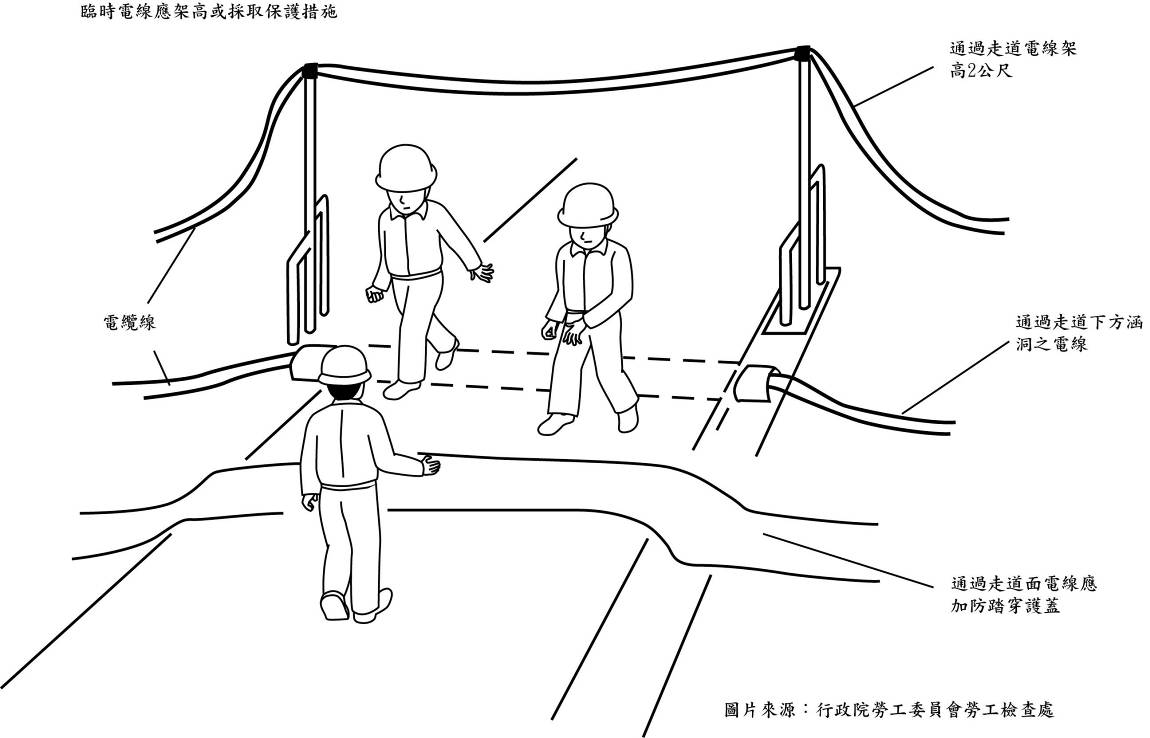 臨時電線應架高或採取保護措施
通過走道電線架
高2公尺
電纜線
通過走道下方涵
洞之電線
通過走道面電線應
加防踏穿護蓋
圖片來源：行政院勞工委員會勞工檢查處